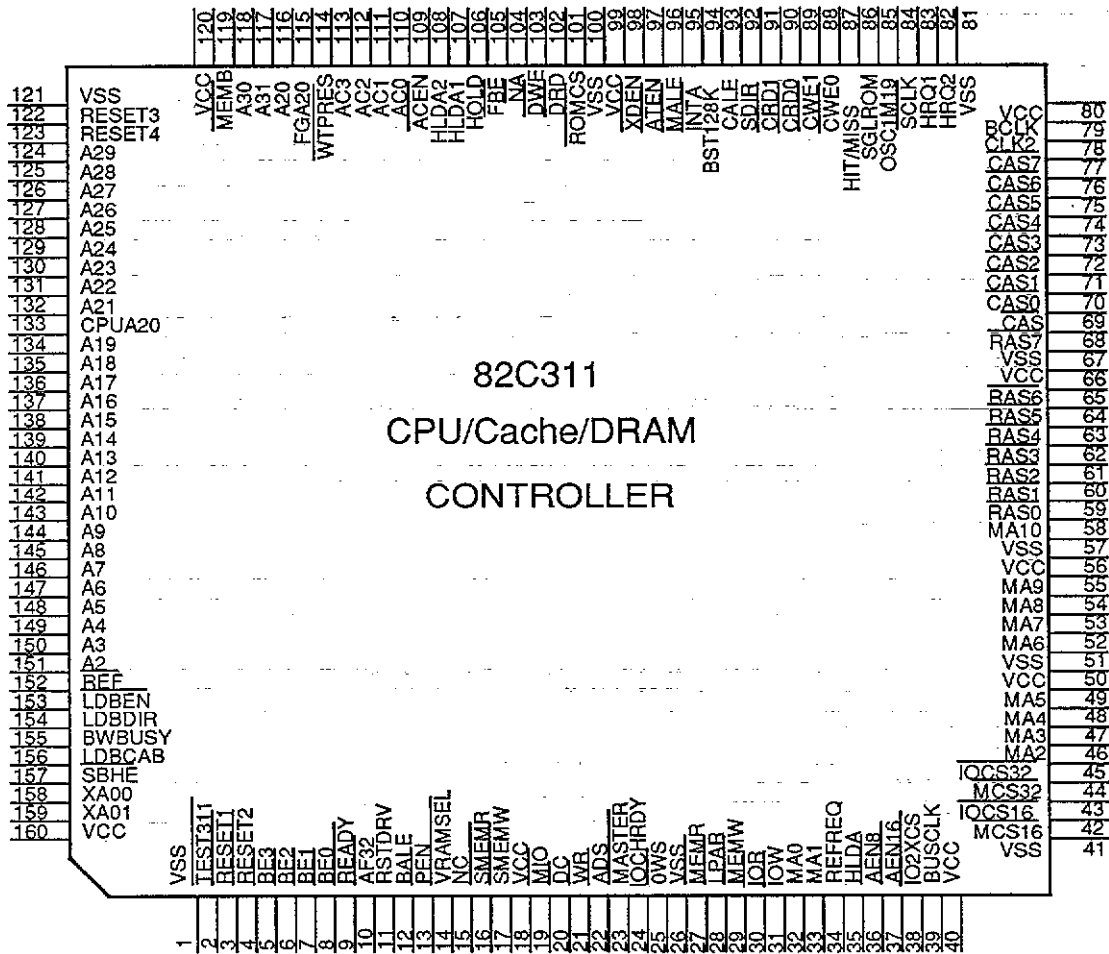 120 119 118 117 116 115 114 113 112 111 110 109 108 107 106 105 104 103 102 101 100 99 98 97 96 95 94 93 92 91 90 89 88 87 86 85 84 83 82 81
VCC MEMB A30 A31 A20 FGA20 WTPRES AC3 AC2 AC1 AC0 ACEN HLDA2 HLDA1 HOLD FBE NA DWE DRD ROMCS VSS VCC XDEN ATEN MALE INTA BST128K CALE SDIR CRD1 CRD0 CWE1 CWE0 HIT/MISS SGLROM OSC1M19 SCLK HRQ1 HRQ2 VSS
121 VSS
122 RESET3
123 RESET4
124 A29
125 A28
126 A27
127 A26
128 A25
129 A24
130 A23
131 A22
132 A21
133 CPUA20
134 A19
135 A18
136 A17
137 A16
138 A15
139 A14
140 A13
141 A12
142 A11
143 A10
144 A9
145 A8
146 A7
147 A6
148 A5
149 A4
150 A3
151 A2
152 REF
153 LDBEN
154 LDBDIR
155 BWBUSY
156 LDBCAB
157 SBHE
158 XA00
159 XA01
160 VCC
82C311
CPU/Cache/DRAM
CONTROLLER
VCC 80
BCLK 79
CLK2 78
CAS7 77
CAS6 76
CAS5 75
CAS4 74
CAS3 73
CAS2 72
CAS1 71
CAS0 70
CAS 69
RAS7 68
VSS 67
VCC 66
RAS6 65
RAS5 64
RAS4 63
RAS3 62
RAS2 61
RAS1 60
RAS0 59
MA10 58
VSS 57
VCC 56
MA9 55
MA8 54
MA7 53
MA6 52
VSS 51
VCC 50
MA5 49
MA4 48
MA3 47
MA2 46
IOCS32 45
MCS32 44
IOCS16 43
MCS16 42
VSS 41
VSS TEST311 RESET1 RESET2 BE3 BE2 BE1 BE0 READY AF32 RSTDRV BALE PEN VRAMSEL NC SMEMR SMEMW VCC MIO DC WR ADS MASTER IOCHRDY 0WS VSS MEMR LPAR MEMW IOR IOW MA0 MA1 REFREQ HLDA AEN8 AEN16 IO2XCS BUSCLK VCC
1 2 3 4 5 6 7 8 9 10 11 12 13 14 15 16 17 18 19 20 21 22 23 24 25 26 27 28 29 30 31 32 33 34 35 36 37 38 39 40